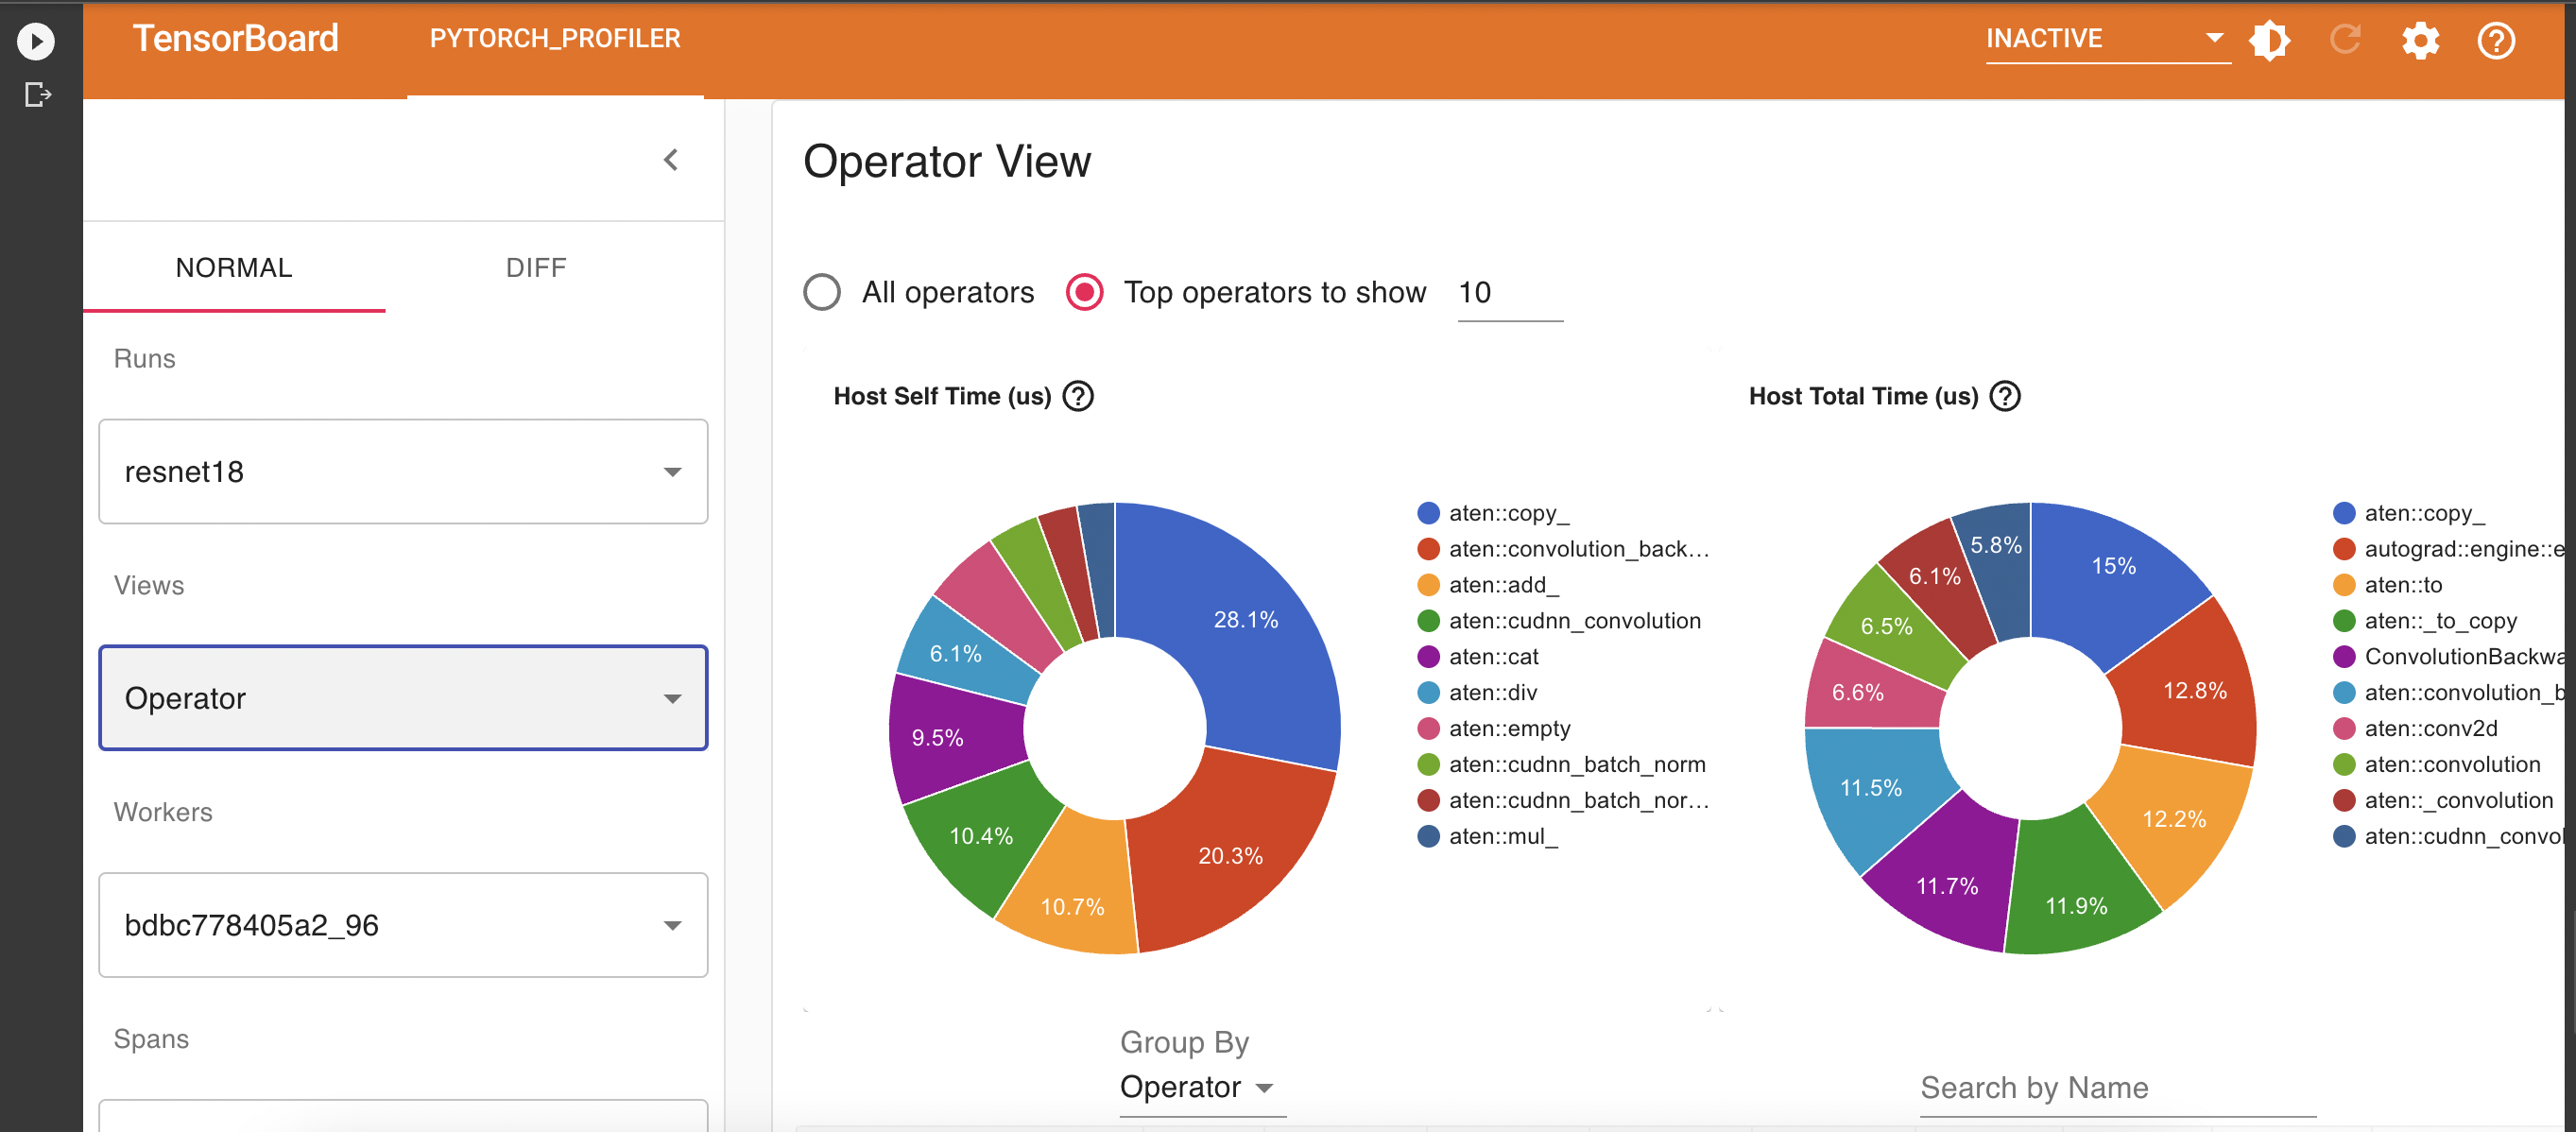 TensorBoard
PYTORCH_PROFILER
INACTIVE
NORMAL
DIFF
Runs
resnet18
Views
Operator
Workers
bdbc778405a2_96
Spans
Operator View
All operators
Top operators to show
10
Host Self Time (us)
28.1%
20.3%
10.7%
10.4%
9.5%
6.1%
aten::copy_
aten::convolution_back...
aten::add_
aten::cudnn_convolution
aten::cat
aten::div
aten::empty
aten::cudnn_batch_norm
aten::cudnn_batch_nor...
aten::mul_
Host Total Time (us)
15%
12.8%
12.2%
11.9%
11.7%
11.5%
6.6%
6.5%
6.1%
5.8%
aten::copy_
autograd::engine::e
aten::to
aten::_to_copy
ConvolutionBackwa
aten::convolution_b
aten::conv2d
aten::convolution
aten::_convolution
aten::cudnn_convol
Group By
Operator
Search by Name